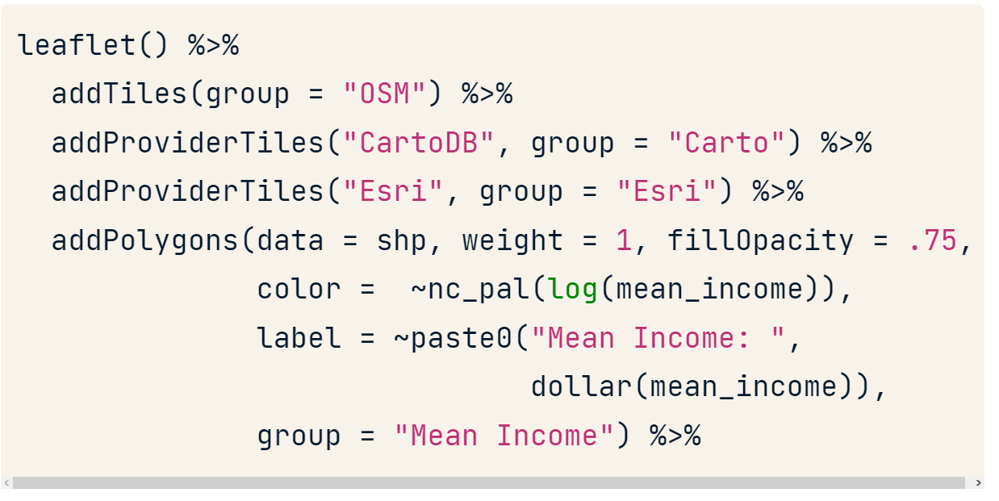 leaflet() %>%
  addTiles(group = "OSM") %>%
  addProviderTiles("CartoDB", group = "Carto") %>%
  addProviderTiles("Esri", group = "Esri") %>%
  addPolygons(data = shp, weight = 1, fillOpacity = .75,
              color =  ~nc_pal(log(mean_income)),
              label = ~paste0("Mean Income: ",
                              dollar(mean_income)),
              group = "Mean Income") %>%